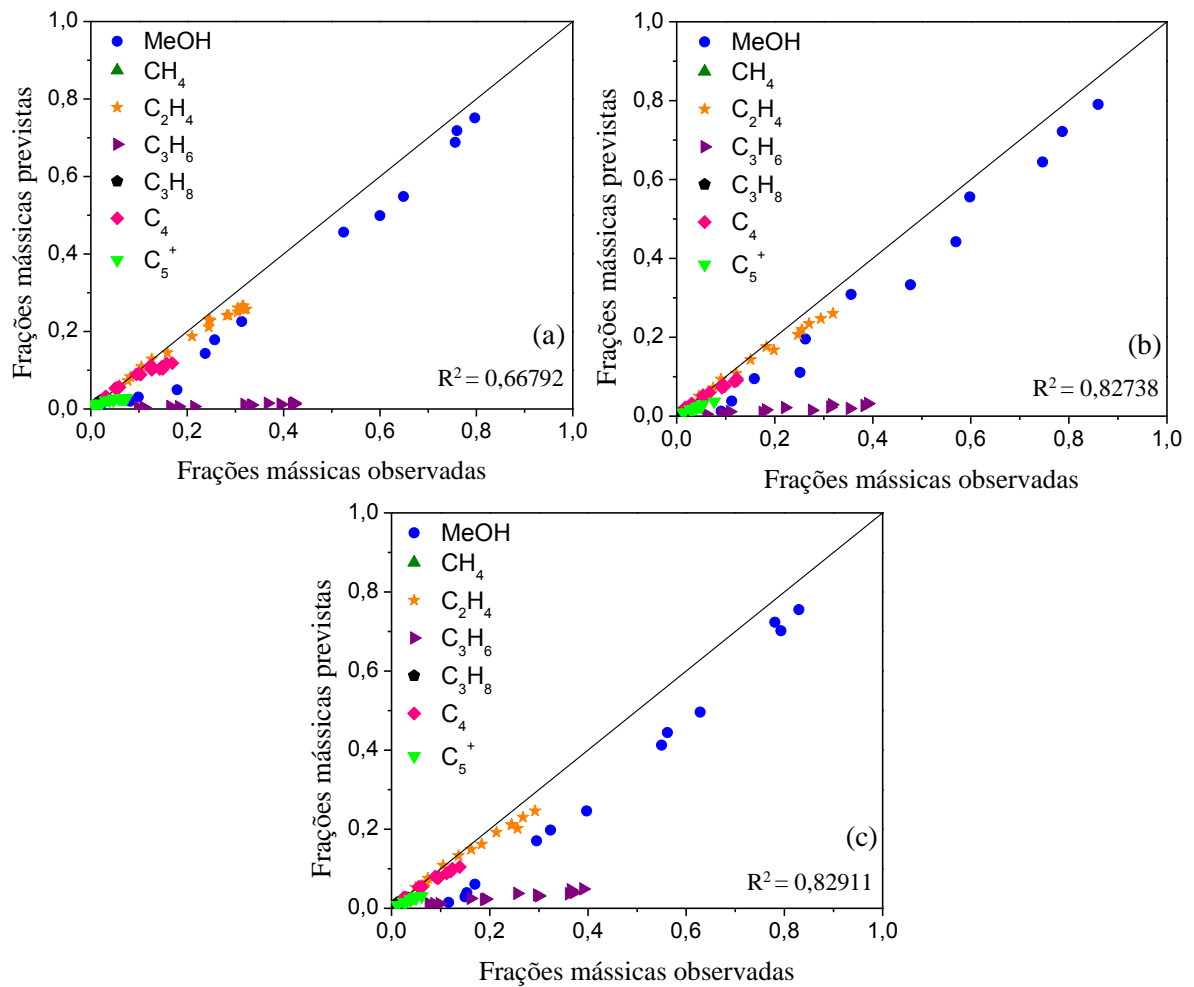 1,0
0,8
0,6
0,4
0,2
0,0
Frações mássicas previstas
MeOH
CH4
C2H4
C3H6
C3H8
C4
C5+
(a)
R2 = 0,66792
0,0 0,2 0,4 0,6 0,8 1,0
Frações mássicas observadas
1,0
0,8
0,6
0,4
0,2
0,0
Frações mássicas previstas
MeOH
CH4
C2H4
C3H6
C3H8
C4
C5+
(b)
R2 = 0,82738
0,0 0,2 0,4 0,6 0,8 1,0
Frações mássicas observadas
1,0
0,8
0,6
0,4
0,2
0,0
Frações mássicas previstas
MeOH
CH4
C2H4
C3H6
C3H8
C4
C5+
(c)
R2 = 0,82911
0,0 0,2 0,4 0,6 0,8 1,0
Frações mássicas observadas